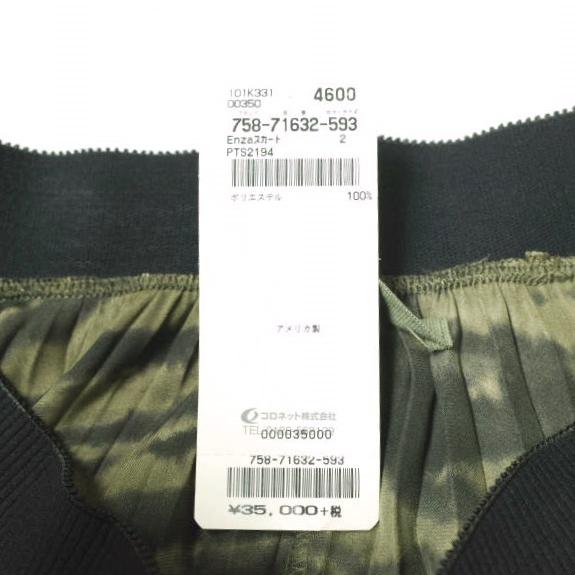 101K331 4600
00350
758-71632-593
Enzaスカート 2
PTS2194
ポリエステル 100%
アメリカ製
コロネット株式会社
TEL
000035000
758-71632-593
¥35,000+税